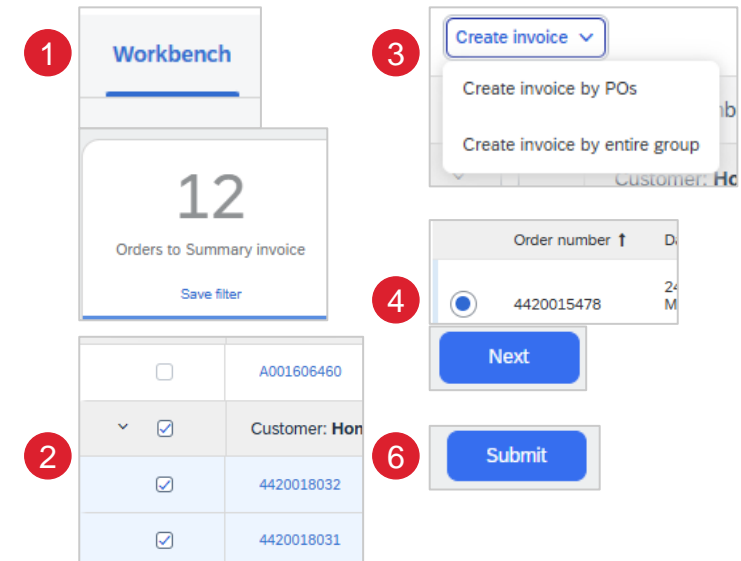 1
Workbench
12
Orders to Summary invoice
Save filter
2
A001606460
Customer: Hon
4420018032
4420018031
3
Create invoice
Create invoice by POs
Create invoice by entire group
Customer: Ho
4
Order number ↑
4420015478
24
M
Next
6
Submit